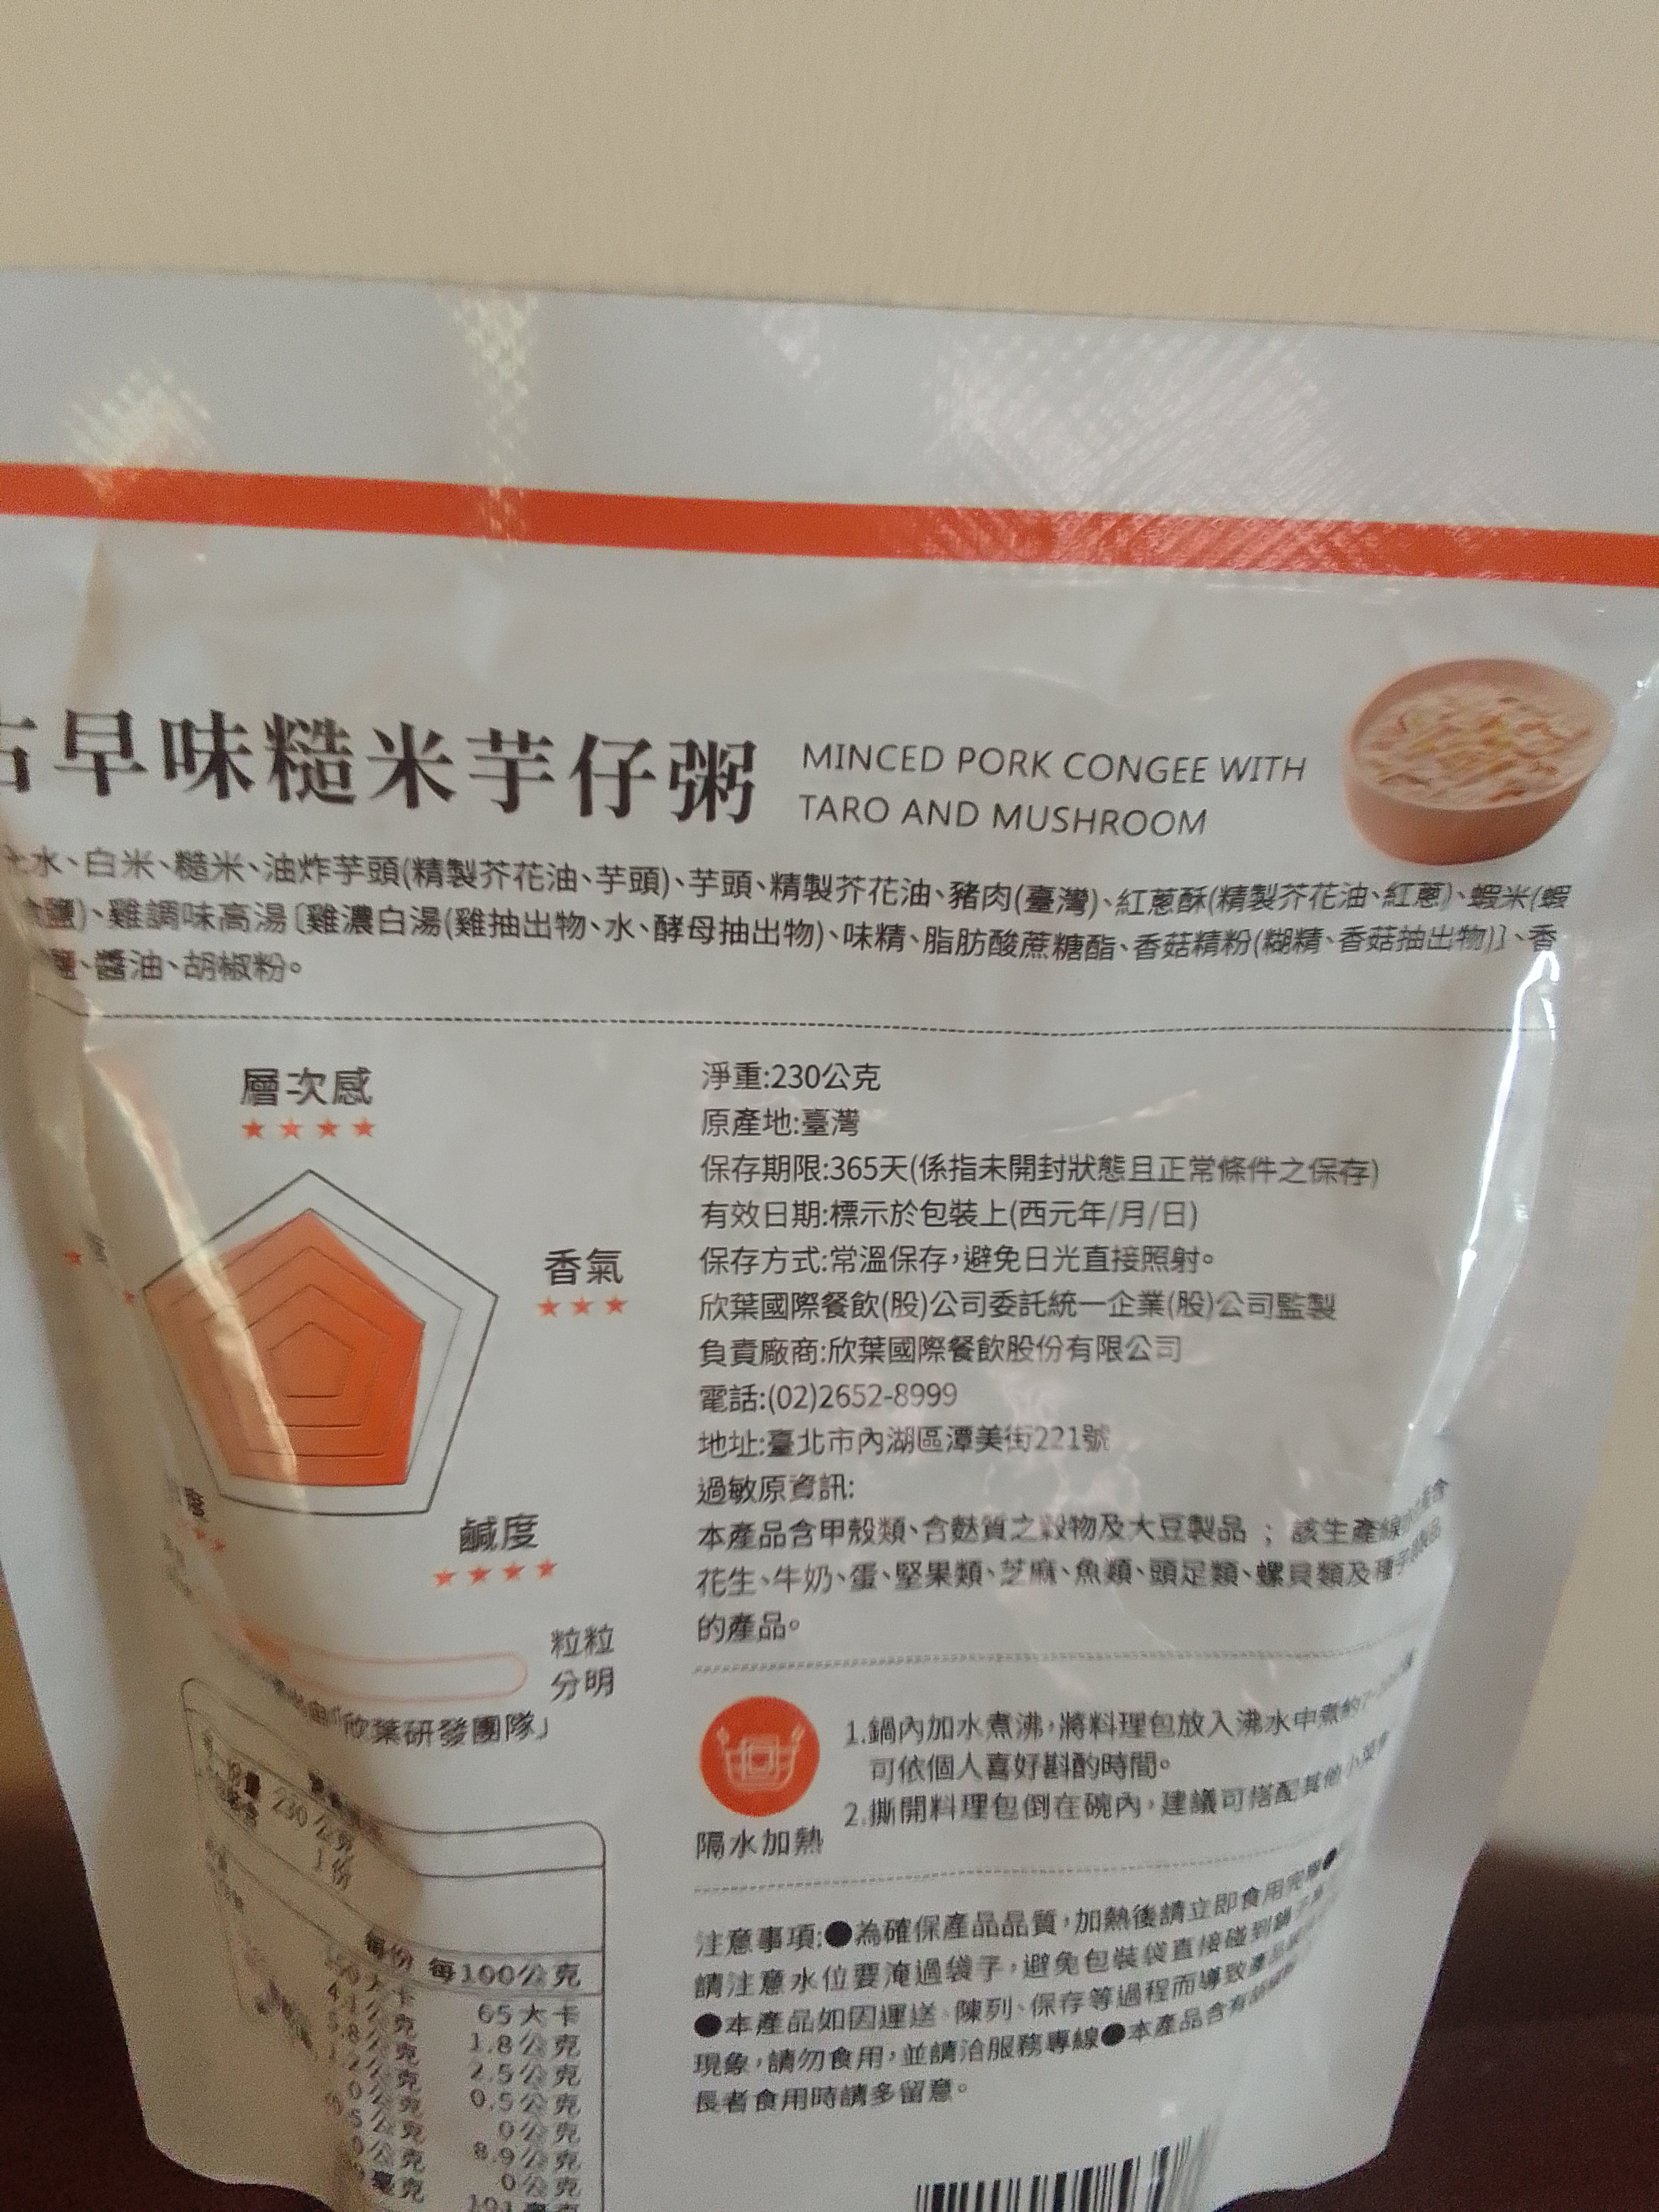 早味糙米芋仔粥
MINCED PORK CONGEE WITH
TARO AND MUSHROOM
水、白米、糙米、油炸芋頭(精製芥花油、芋頭)、芋頭、精製芥花油、豬肉(臺灣)、紅蔥酥(精製芥花油、紅蔥)、蝦米(蝦
食鹽)、雞調味高湯〔雞濃白湯(雞抽出物、水、酵母抽出物)、味精、脂肪酸蔗糖酯、香菇精粉(糊精、香菇抽出物)〕、香
鹽、醬油、胡椒粉。
層次感
★★★★
香氣
★★★
鹹度
★★★★
粒粒
分明
欣葉研發團隊」
230公克
1份
每份 每100公克
65大卡
1.8公克
2.5公克
0.5公克
0公克
8.9公克
0公克
淨重:230公克
原產地:臺灣
保存期限:365天(係指未開封狀態且正常條件之保存)
有效日期:標示於包裝上(西元年/月/日)
保存方式:常溫保存,避免日光直接照射。
欣葉國際餐飲(股)公司委託統一企業(股)公司監製
負責廠商:欣葉國際餐飲股份有限公司
電話:(02)2652-8999
地址:臺北市內湖區潭美街221號
過敏原資訊:
本產品含甲殼類、含麩質之穀物及大豆製品；該生產線
花生、牛奶、蛋、堅果類、芝麻、魚類、頭足類、螺貝類及種子
的產品。
隔水加熱
1.鍋內加水煮沸,將料理包放入沸水中煮約
可依個人喜好斟酌時間。
2.撕開料理包倒在碗內,建議可搭配其他小菜
注意事項:●為確保產品品質,加熱後請立即食用完畢●
請注意水位要淹過袋子,避免包裝袋直接碰到鍋子
●本產品如因運送、陳列、保存等過程而導致產品
現象,請勿食用,並請洽服務專線●本產品含有
長者食用時請多留意。